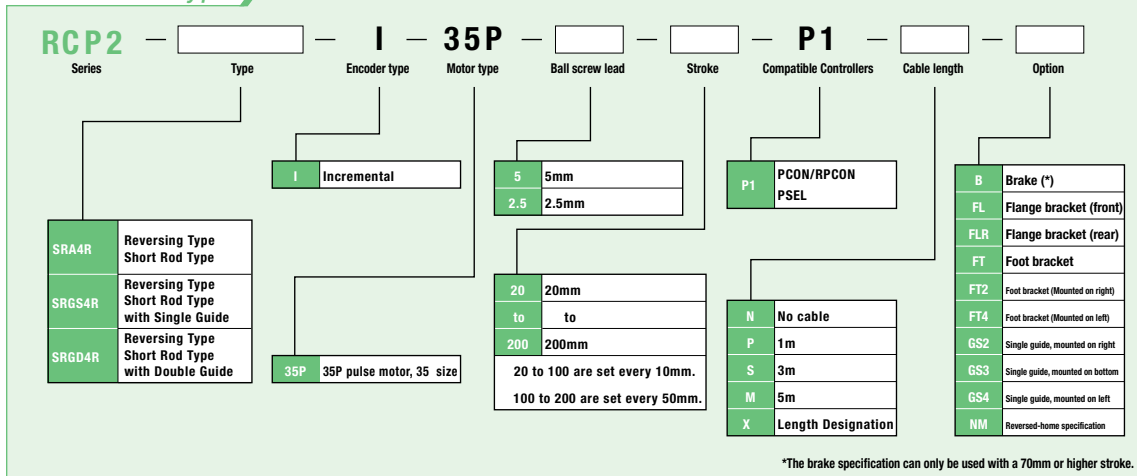 RCP2 — — I — 35P — — — P1 — —
Series Type Encoder type Motor type Ball screw lead Stroke Compatible Controllers Cable length Option
I Incremental
5 5mm
2.5 2.5mm
P1 PCON/RPCON
PSEL
B Brake (*)
FL Flange bracket (front)
FLR Flange bracket (rear)
FT Foot bracket
FT2 Foot bracket (Mounted on right)
FT4 Foot bracket (Mounted on left)
GS2 Single guide, mounted on right
GS3 Single guide, mounted on bottom
GS4 Single guide, mounted on left
NM Reversed-home specification
SRA4R Reversing Type
Short Rod Type
SRGS4R Reversing Type
Short Rod Type
with Single Guide
SRGD4R Reversing Type
Short Rod Type
with Double Guide
35P 35P pulse motor, 35 size
20 20mm
to to
200 200mm
20 to 100 are set every 10mm.
100 to 200 are set every 50mm.
N No cable
P 1m
S 3m
M 5m
X Length Designation
*The brake specification can only be used with a 70mm or higher stroke.